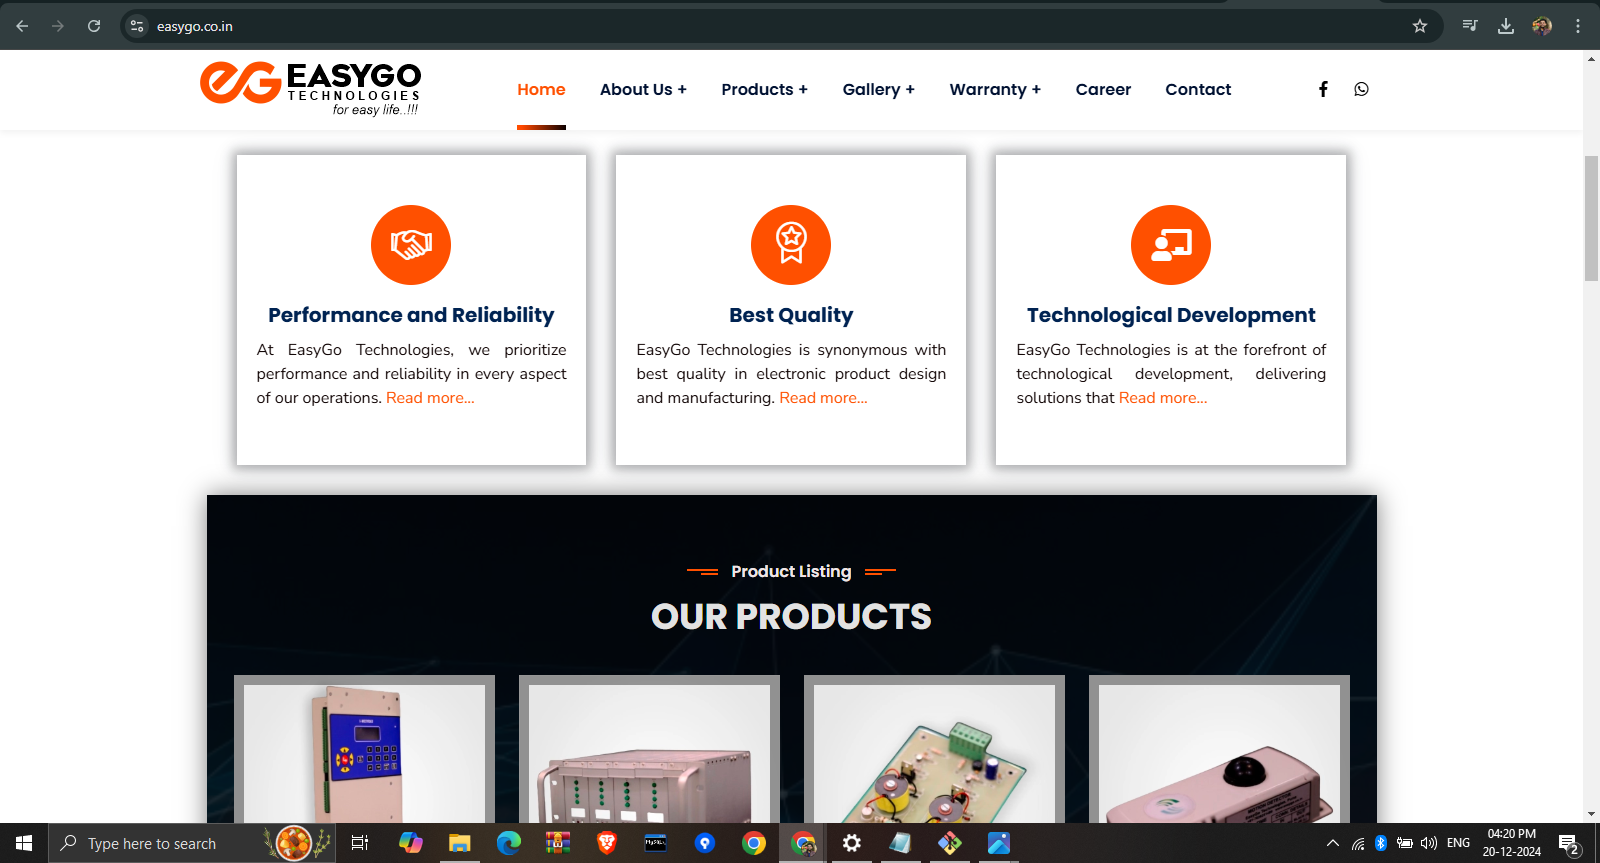 easygo.co.in
EASYGO
TECHNOLOGIES
for easy life..!!!
Home About Us + Products + Gallery + Warranty + Career Contact
Performance and Reliability
At EasyGo Technologies, we prioritize
performance and reliability in every aspect
of our operations. Read more...
Best Quality
EasyGo Technologies is synonymous with
best quality in electronic product design
and manufacturing. Read more...
Technological Development
EasyGo Technologies is at the forefront of
technological development, delivering
solutions that Read more...
Product Listing
OUR PRODUCTS
Type here to search
MySQL
ENG
04:20 PM
20-12-2024
2